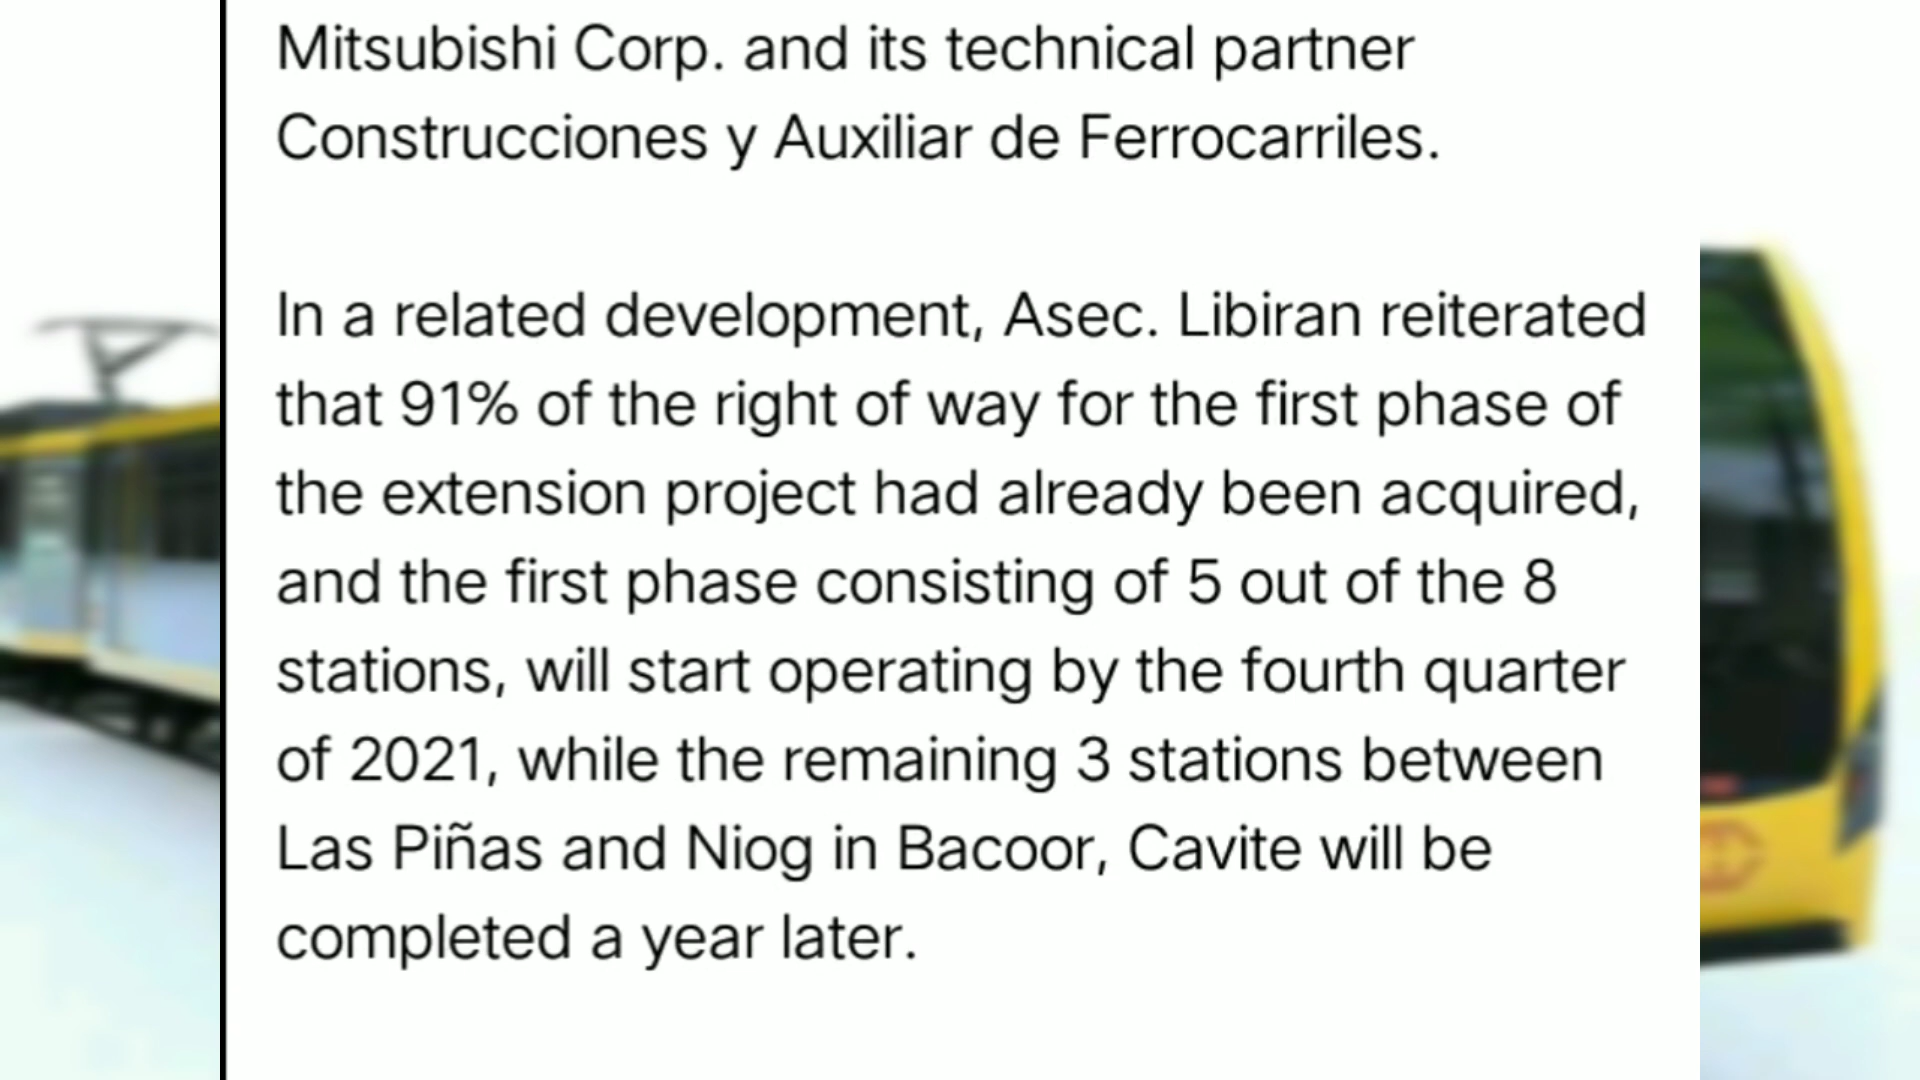 Mitsubishi Corp. and its technical partner
Construcciones y Auxiliar de Ferrocarriles.
In a related development, Asec. Libiran reiterated
that 91% of the right of way for the first phase of
the extension project had already been acquired,
and the first phase consisting of 5 out of the 8
stations, will start operating by the fourth quarter
of 2021, while the remaining 3 stations between
Las Piñas and Niog in Bacoor, Cavite will be
completed a year later.